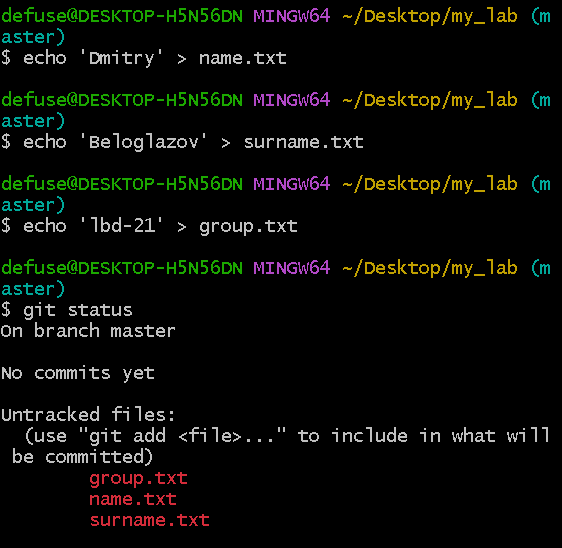 defuse@DESKTOP-H5N56DN MINGW64 ~/Desktop/my_lab (m
aster)
$ echo 'Dmitry' > name.txt
defuse@DESKTOP-H5N56DN MINGW64 ~/Desktop/my_lab (m
aster)
$ echo 'Beloglazov' > surname.txt
defuse@DESKTOP-H5N56DN MINGW64 ~/Desktop/my_lab (m
aster)
$ echo 'lbd-21' > group.txt
defuse@DESKTOP-H5N56DN MINGW64 ~/Desktop/my_lab (m
aster)
$ git status
On branch master
No commits yet
Untracked files:
  (use "git add <file>..." to include in what will
 be committed)
        group.txt
        name.txt
        surname.txt